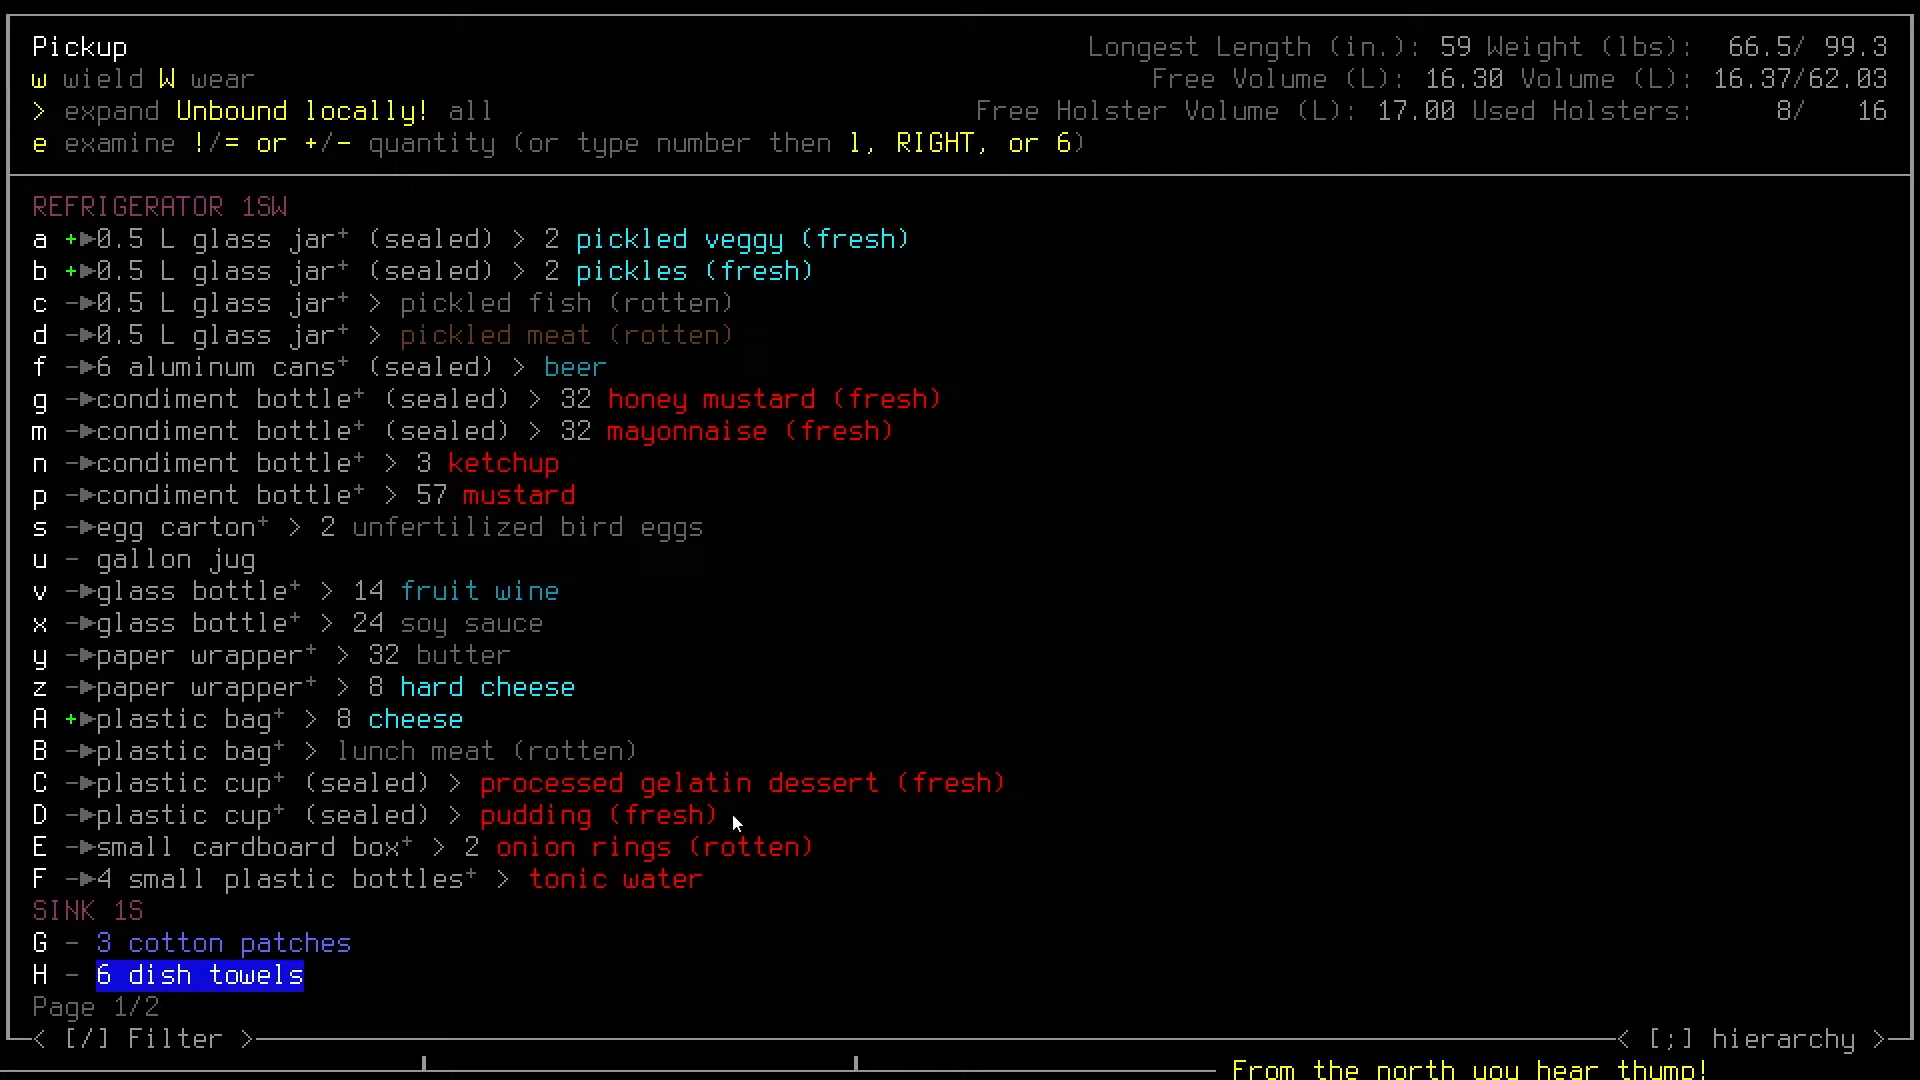 Pickup
Longest Length (in.): 59 Weight (lbs): 66.5/ 99.3
w wield W wear
Free Volume (L): 16.30 Volume (L): 16.37/62.03
> expand Unbound locally! all
Free Holster Volume (L): 17.00 Used Holsters: 8/ 16
e examine !/= or +/- quantity (or type number then l, RIGHT, or 6)
REFRIGERATOR 1SW
a +▶0.5 L glass jar⁺ (sealed) > 2 pickled veggy (fresh)
b +▶0.5 L glass jar⁺ (sealed) > 2 pickles (fresh)
c -▶0.5 L glass jar⁺ > pickled fish (rotten)
d -▶0.5 L glass jar⁺ > pickled meat (rotten)
f -▶6 aluminum cans⁺ (sealed) > beer
g -▶condiment bottle⁺ (sealed) > 32 honey mustard (fresh)
m -▶condiment bottle⁺ (sealed) > 32 mayonnaise (fresh)
n -▶condiment bottle⁺ > 3 ketchup
p -▶condiment bottle⁺ > 57 mustard
s -▶egg carton⁺ > 2 unfertilized bird eggs
u - gallon jug
v -▶glass bottle⁺ > 14 fruit wine
x -▶glass bottle⁺ > 24 soy sauce
y -▶paper wrapper⁺ > 32 butter
z -▶paper wrapper⁺ > 8 hard cheese
A +▶plastic bag⁺ > 8 cheese
B -▶plastic bag⁺ > lunch meat (rotten)
C -▶plastic cup⁺ (sealed) > processed gelatin dessert (fresh)
D -▶plastic cup⁺ (sealed) > pudding (fresh)
E -▶small cardboard box⁺ > 2 onion rings (rotten)
F -▶4 small plastic bottles⁺ > tonic water
SINK 1S
G - 3 cotton patches
H - 6 dish towels
Page 1/2
< [/] Filter >
< [;] hierarchy >
From the north you hear thump!